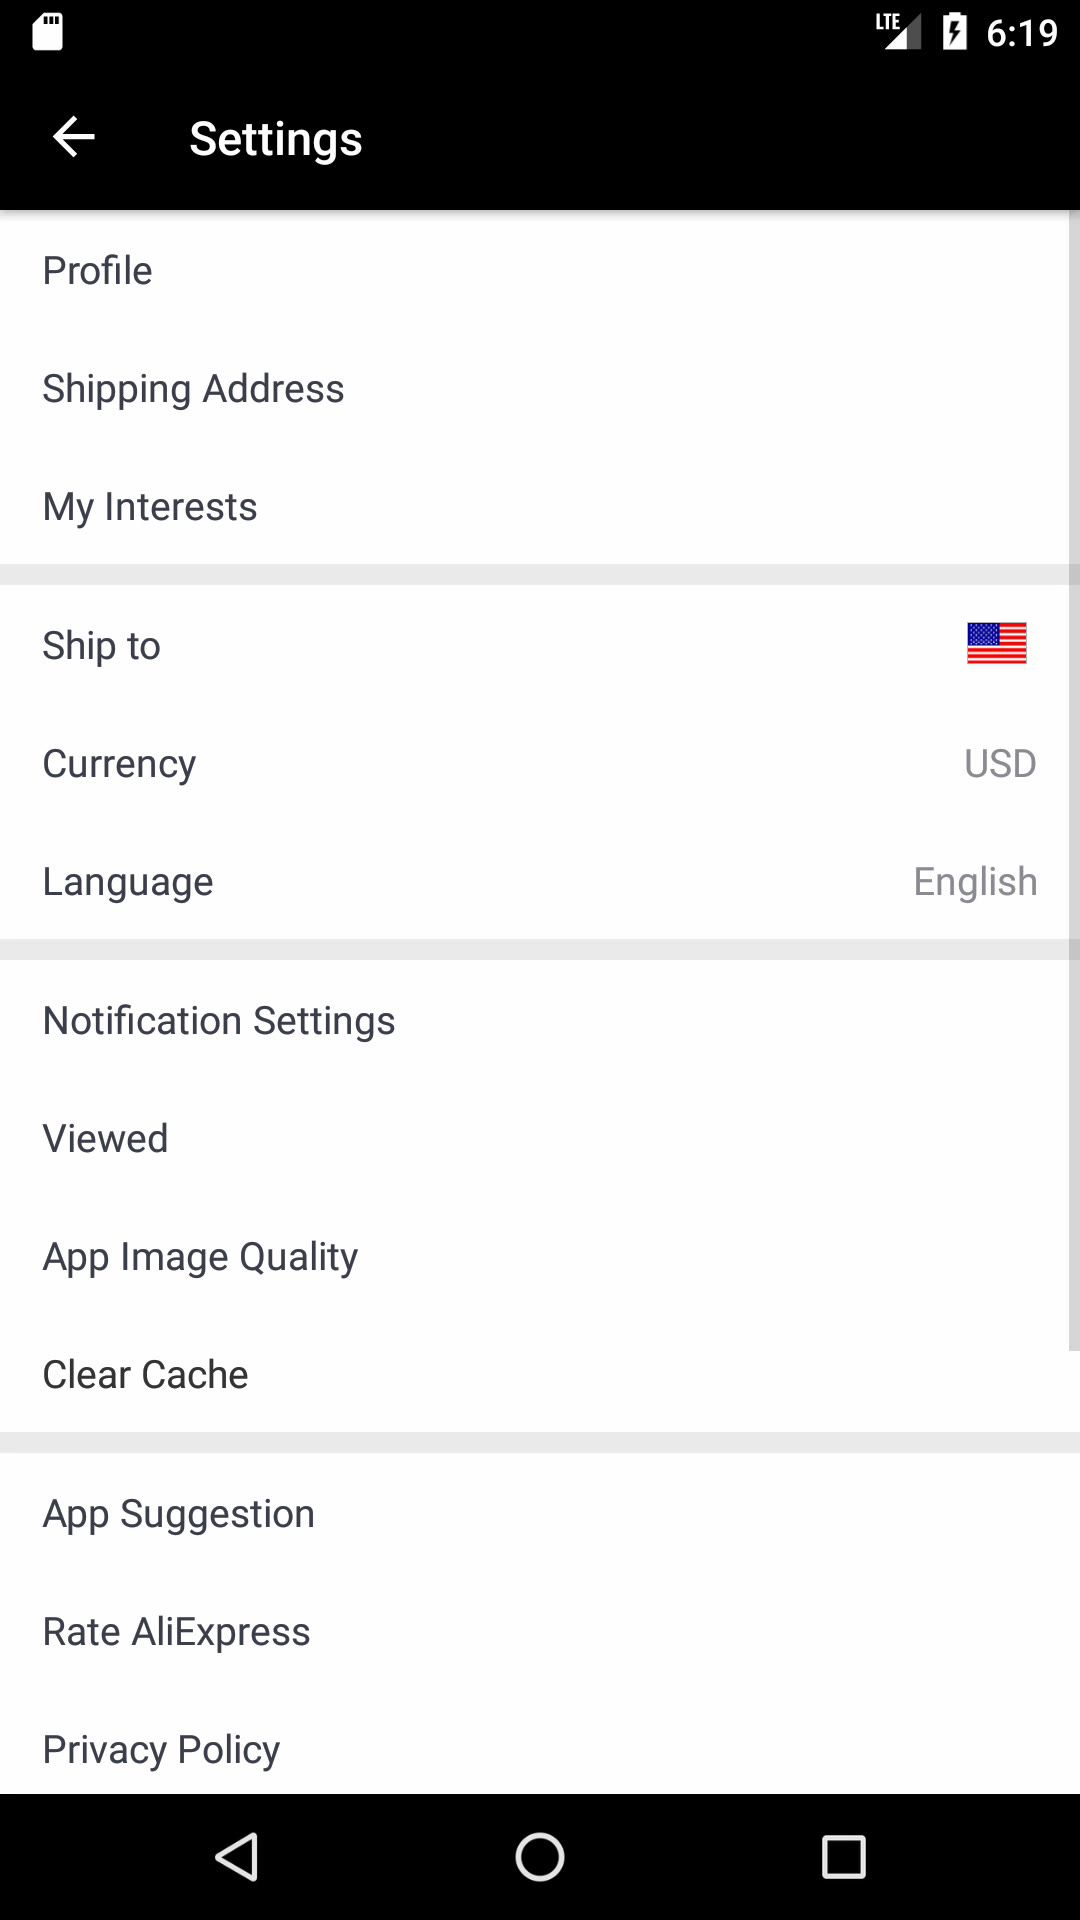 LTE 6:19
Settings
Profile
Shipping Address
My Interests
Ship to
Currency USD
Language English
Notification Settings
Viewed
App Image Quality
Clear Cache
App Suggestion
Rate AliExpress
Privacy Policy